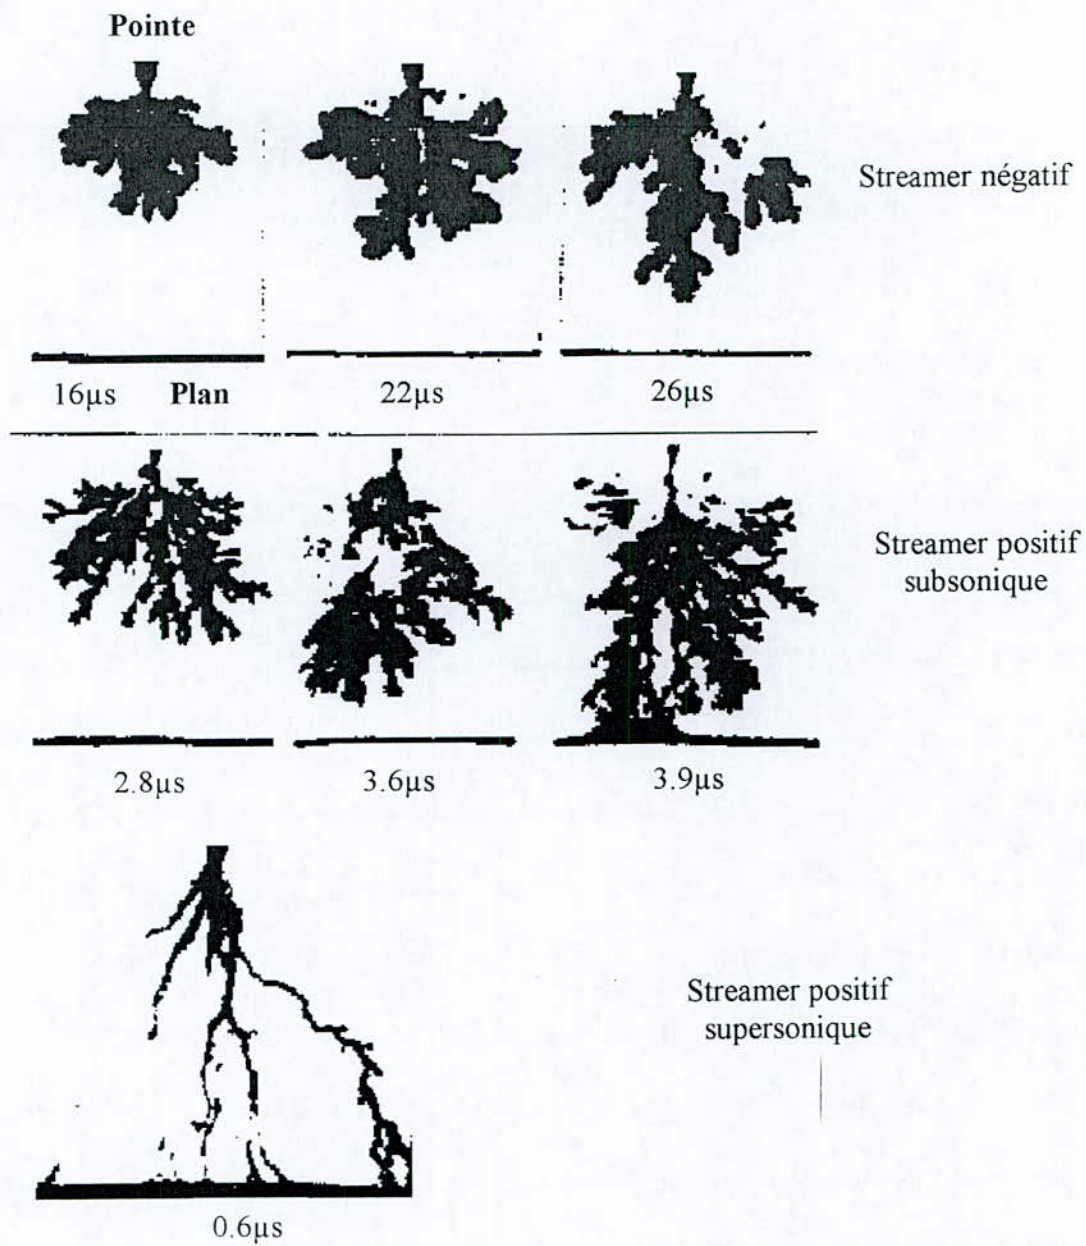 Pointe
Streamer négatif
16µs Plan 22µs 26µs
Streamer positif
subsonique
2.8µs 3.6µs 3.9µs
Streamer positif
supersonique
0.6µs